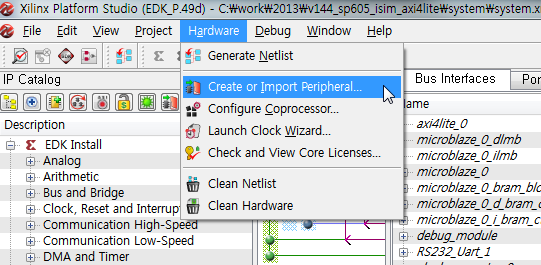 Xilinx Platform Studio (EDK_P.49d) - C:₩work₩2013₩v144_sp605_isim_axi4lite₩system₩system.x
File Edit View Project Hardware Debug Window Help
IP Catalog
Description
EDK Install
Analog
Arithmetic
Bus and Bridge
Clock, Reset and Interrupt
Communication High-Speed
Communication Low-Speed
DMA and Timer
Generate Netlist
Create or Import Peripheral...
Configure Coprocessor...
Launch Clock Wizard...
Check and View Core Licenses...
Clean Netlist
Clean Hardware
Bus Interfaces
Por
Name
axi4lite_0
microblaze_0_dlmb
microblaze_0_ilmb
microblaze_0
microblaze_0_bram_bloc
microblaze_0_d_bram_c
microblaze_0_i_bram_c
debug_module
RS232_Uart_1